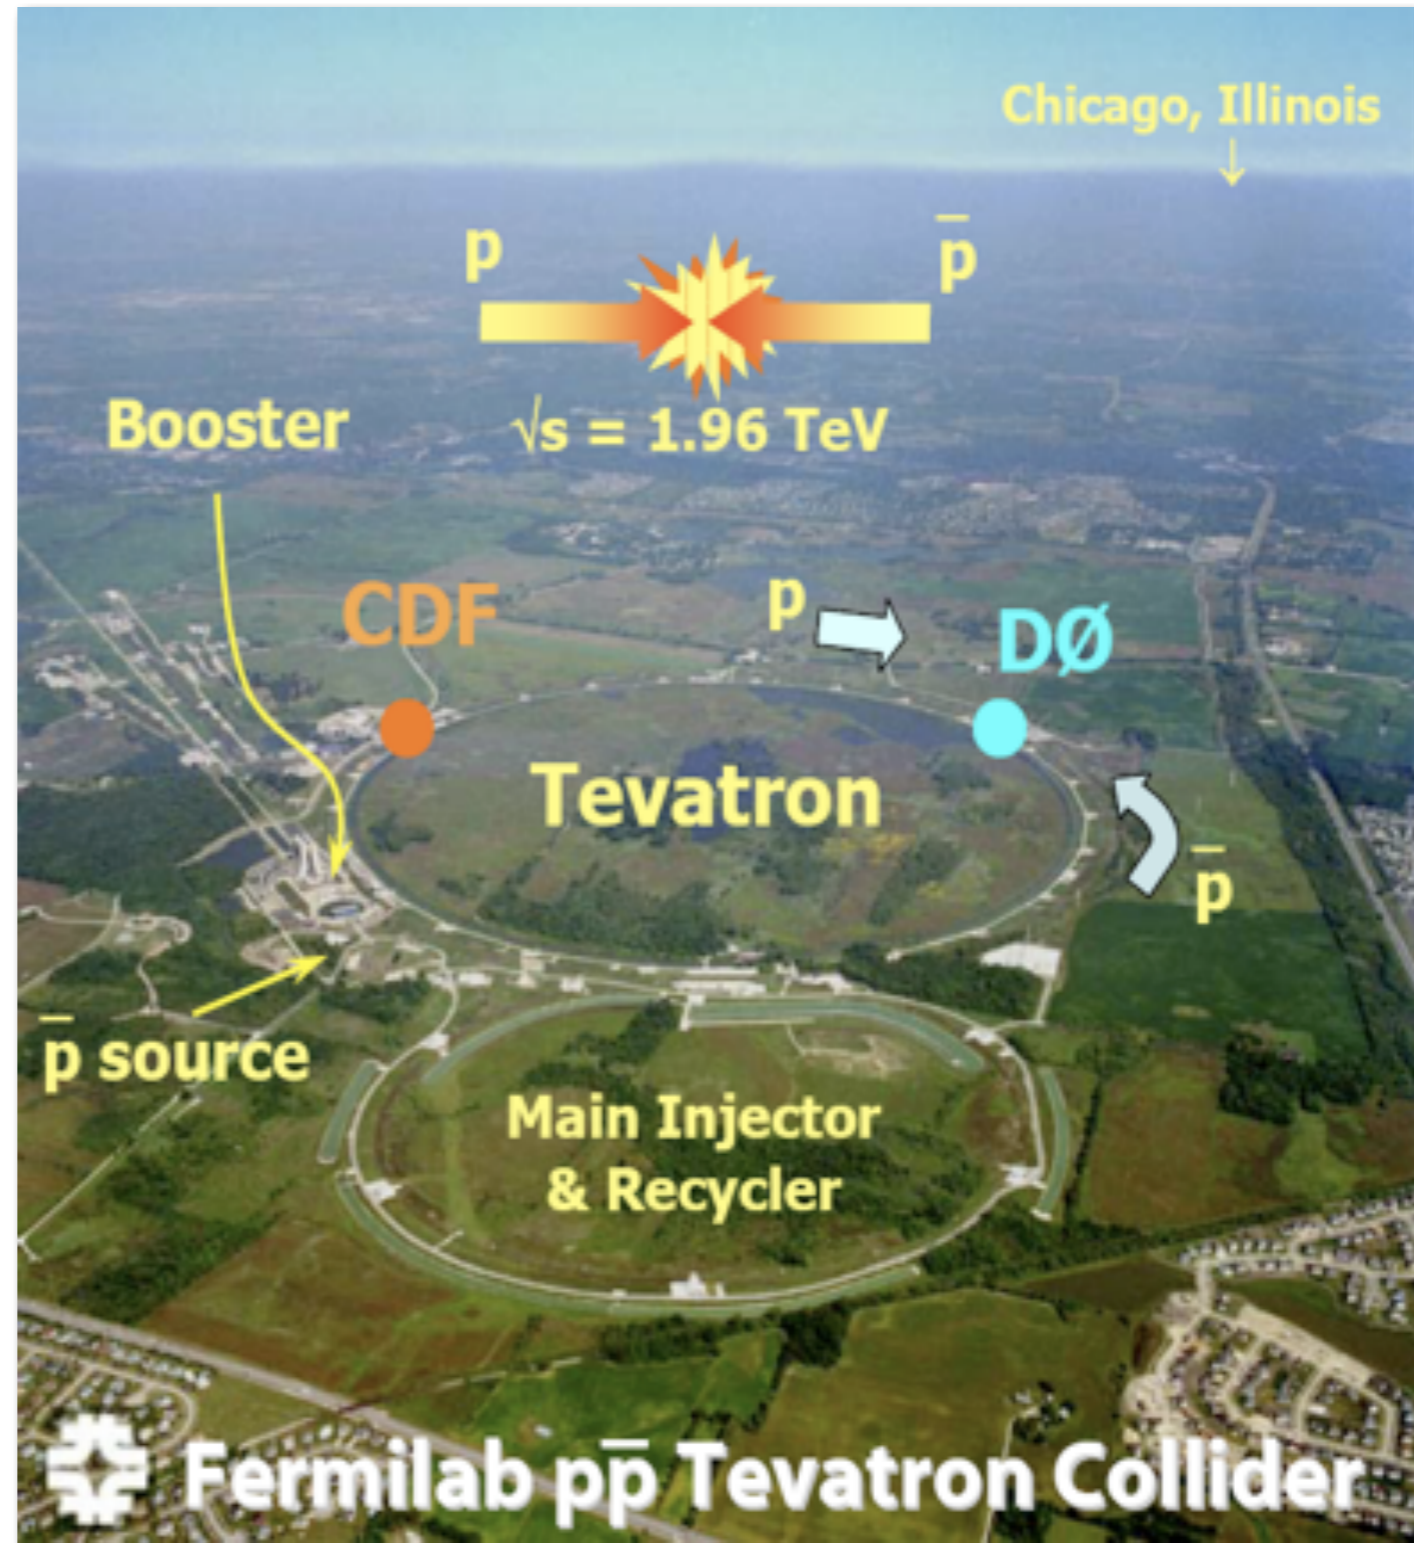 Chicago, Illinois
↓
p
p̄
√s = 1.96 TeV
Booster
CDF
p
DØ
Tevatron
p̄
p̄ source
Main Injector
& Recycler
Fermilab pp̄ Tevatron Collider